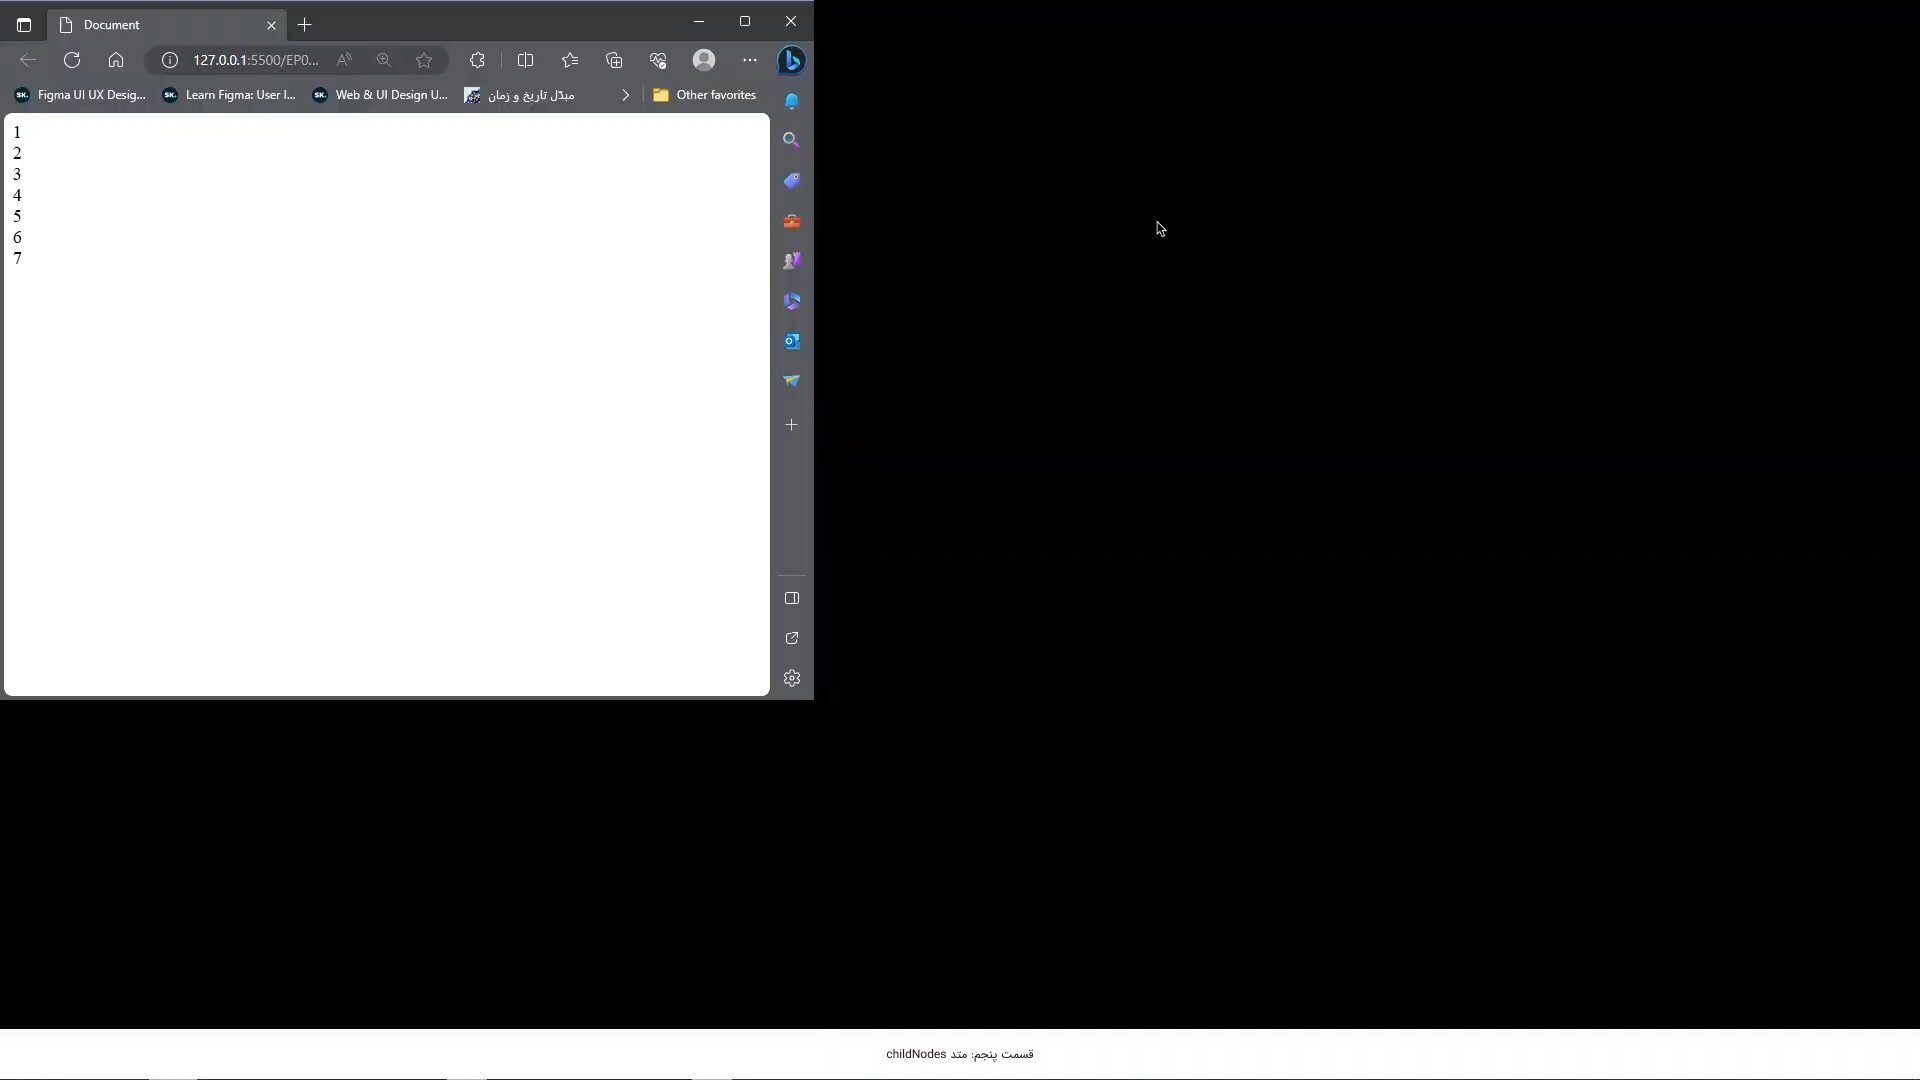 Document
127.0.0.1:5500/EP0...
Figma UI UX Desig...
Learn Figma: User I...
Web & UI Design U...
مبدّل تاریخ و زمان
Other favorites
1
2
3
4
5
6
7
قسمت پنجم: متد childNodes